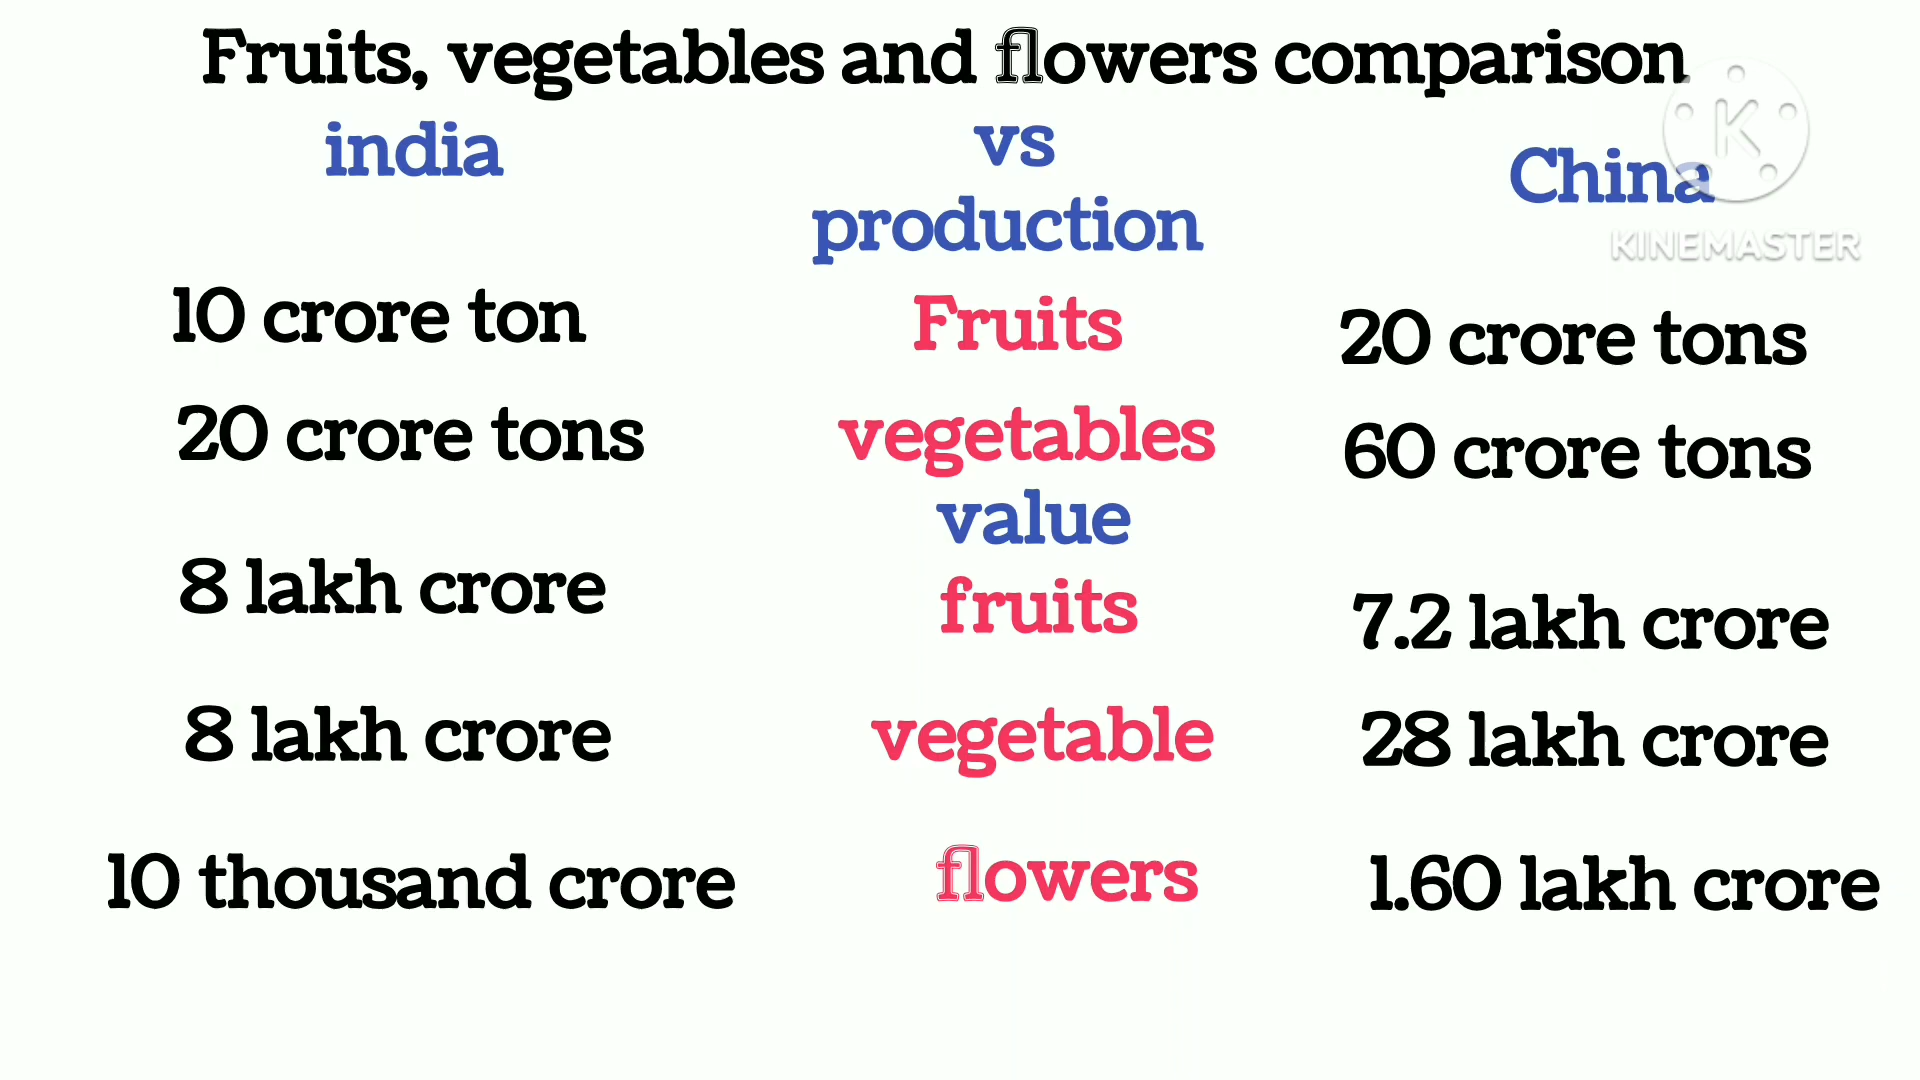 Fruits, vegetables and flowers comparison
india vs China
production
KINEMASTER
10 crore ton Fruits 20 crore tons
20 crore tons vegetables 60 crore tons
value
8 lakh crore fruits 7.2 lakh crore
8 lakh crore vegetable 28 lakh crore
10 thousand crore flowers 1.60 lakh crore